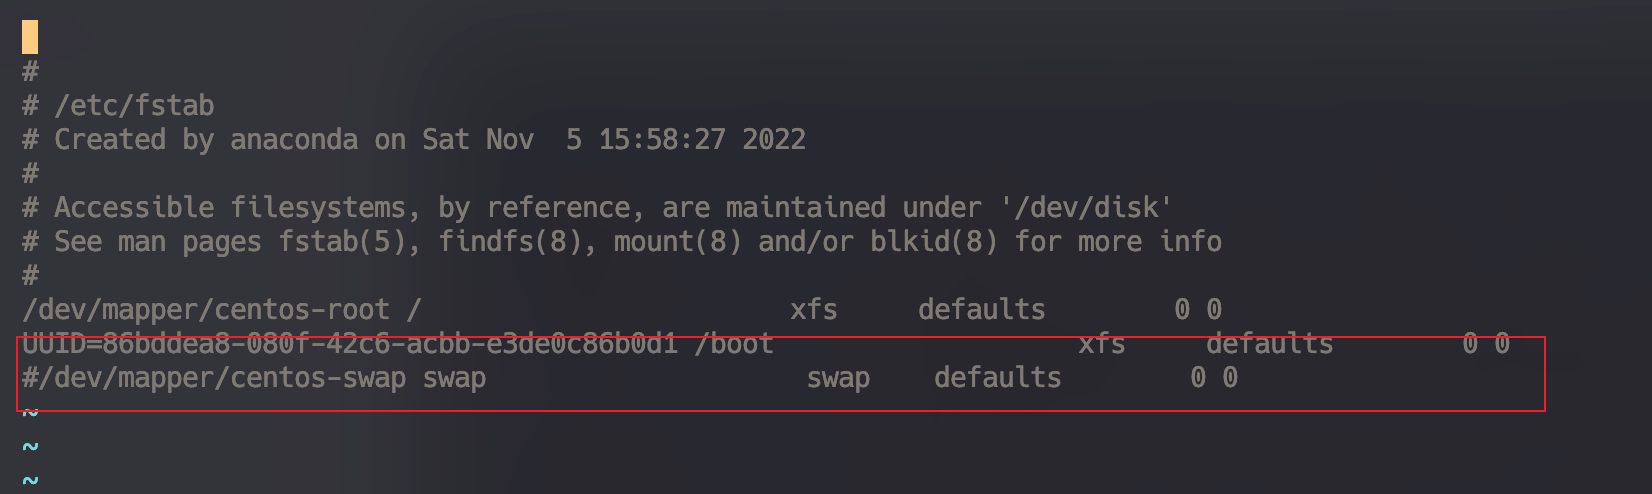 #
# /etc/fstab
# Created by anaconda on Sat Nov  5 15:58:27 2022
#
# Accessible filesystems, by reference, are maintained under '/dev/disk'
# See man pages fstab(5), findfs(8), mount(8) and/or blkid(8) for more info
#
/dev/mapper/centos-root /                       xfs     defaults        0 0
UUID=86bddea8-080f-42c6-acbb-e3de0c86b0d1 /boot                   xfs     defaults        0 0
#/dev/mapper/centos-swap swap                    swap    defaults        0 0
~
~
~